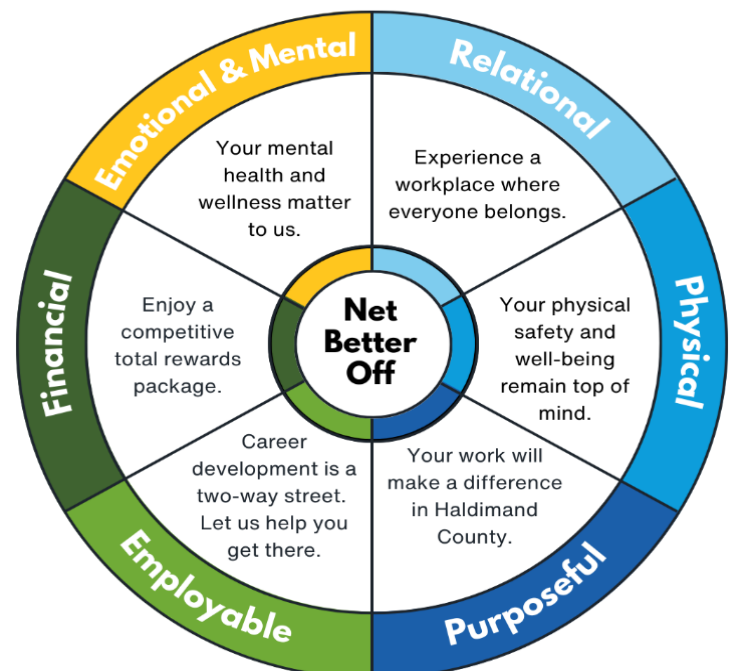 Emotional & Mental
Your mental
health and
wellness matter
to us.
Relational
Experience a
workplace where
everyone belongs.
Physical
Your physical
safety and
well-being
remain top of
mind.
Purposeful
Your work will
make a difference
in Haldimand
County.
Employable
Career
development is a
two-way street.
Let us help you
get there.
Financial
Enjoy a
competitive
total rewards
package.
Net
Better
Off